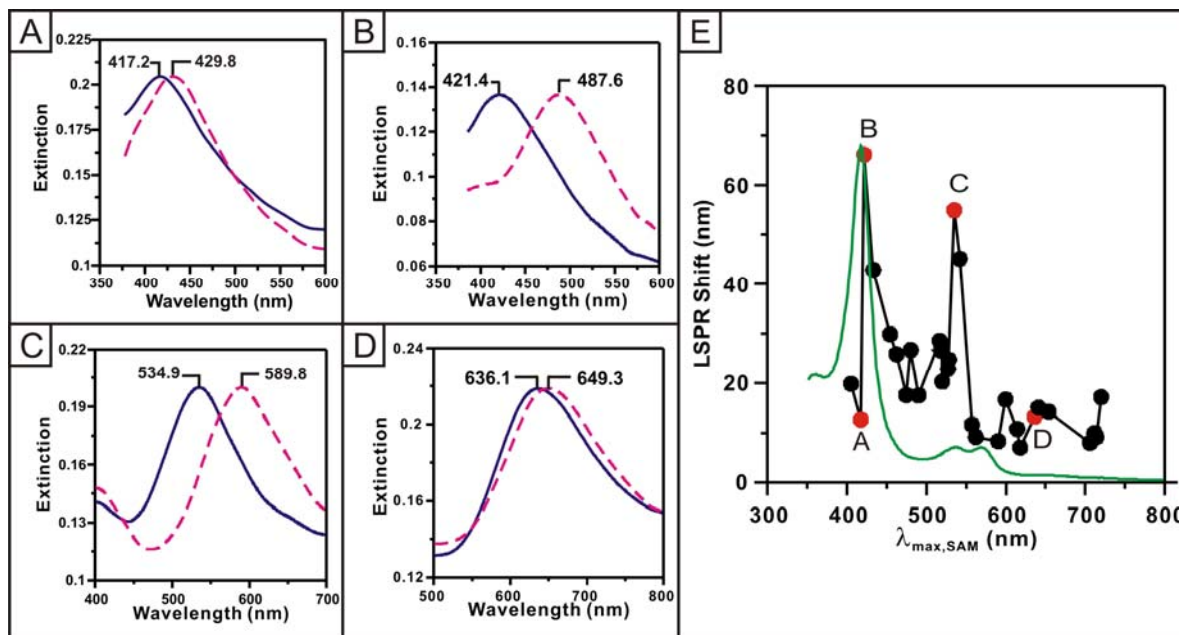 A
417.2 429.8
0.225
0.2
0.175
0.15
0.125
0.1
Extinction
350 400 450 500 550 600
Wavelength (nm)
B
421.4 487.6
0.16
0.14
0.12
0.10
0.08
0.06
Extinction
350 400 450 500 550 600
Wavelength (nm)
C
534.9 589.8
0.22
0.19
0.16
0.13
0.1
Extinction
400 500 600 700
Wavelength (nm)
D
636.1 649.3
0.24
0.20
0.16
0.12
Extinction
500 600 700 800
Wavelength (nm)
E
80
60
40
20
0
LSPR Shift (nm)
B
C
A
D
300 400 500 600 700 800
λmax,SAM (nm)